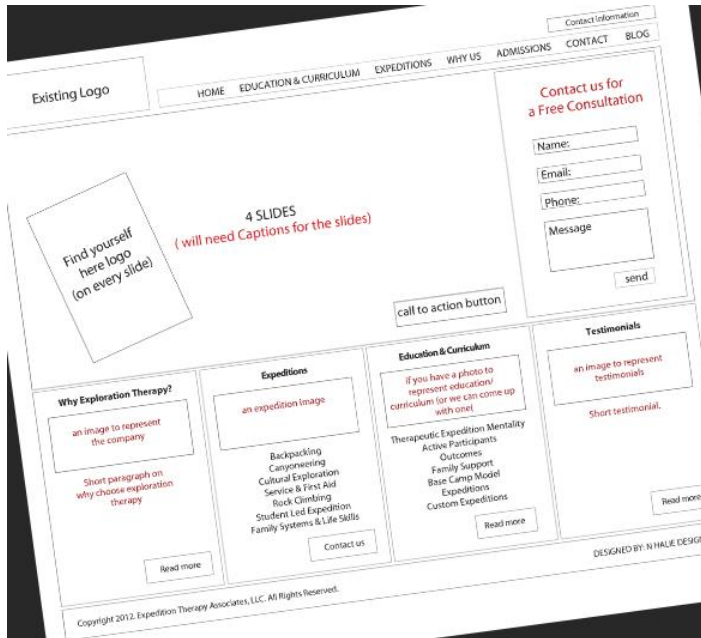 Contact Information
Existing Logo
HOME EDUCATION & CURRICULUM EXPEDITIONS WHY US ADMISSIONS CONTACT BLOG
Find yourself
here logo
(on every slide)
4 SLIDES
( will need Captions for the slides)
call to action button
Contact us for
a Free Consultation
Name:
Email:
Phone:
Message
send
Why Exploration Therapy?
an image to represent
the company
Short paragraph on
why choose exploration
therapy
Read more
Expeditions
an expedition image
Backpacking
Canyoneering
Cultural Exploration
Service & First Aid
Rock Climbing
Student Led Expedition
Family Systems & Life Skills
Contact us
Education & Curriculum
if you have a photo to
represent education/
curriculum (or we can come up
with one(
Therapeutic Expedition Mentality
Active Participants
Outcomes
Family Support
Base Camp Model
Expeditions
Custom Expeditions
Read more
Testimonials
an image to represent
testimonials
Short testimonial.
Read more
Copyright 2012. Expedition Therapy Associates, LLC. All Rights Reserved.
DESIGNED BY: N HALIE DESIGN